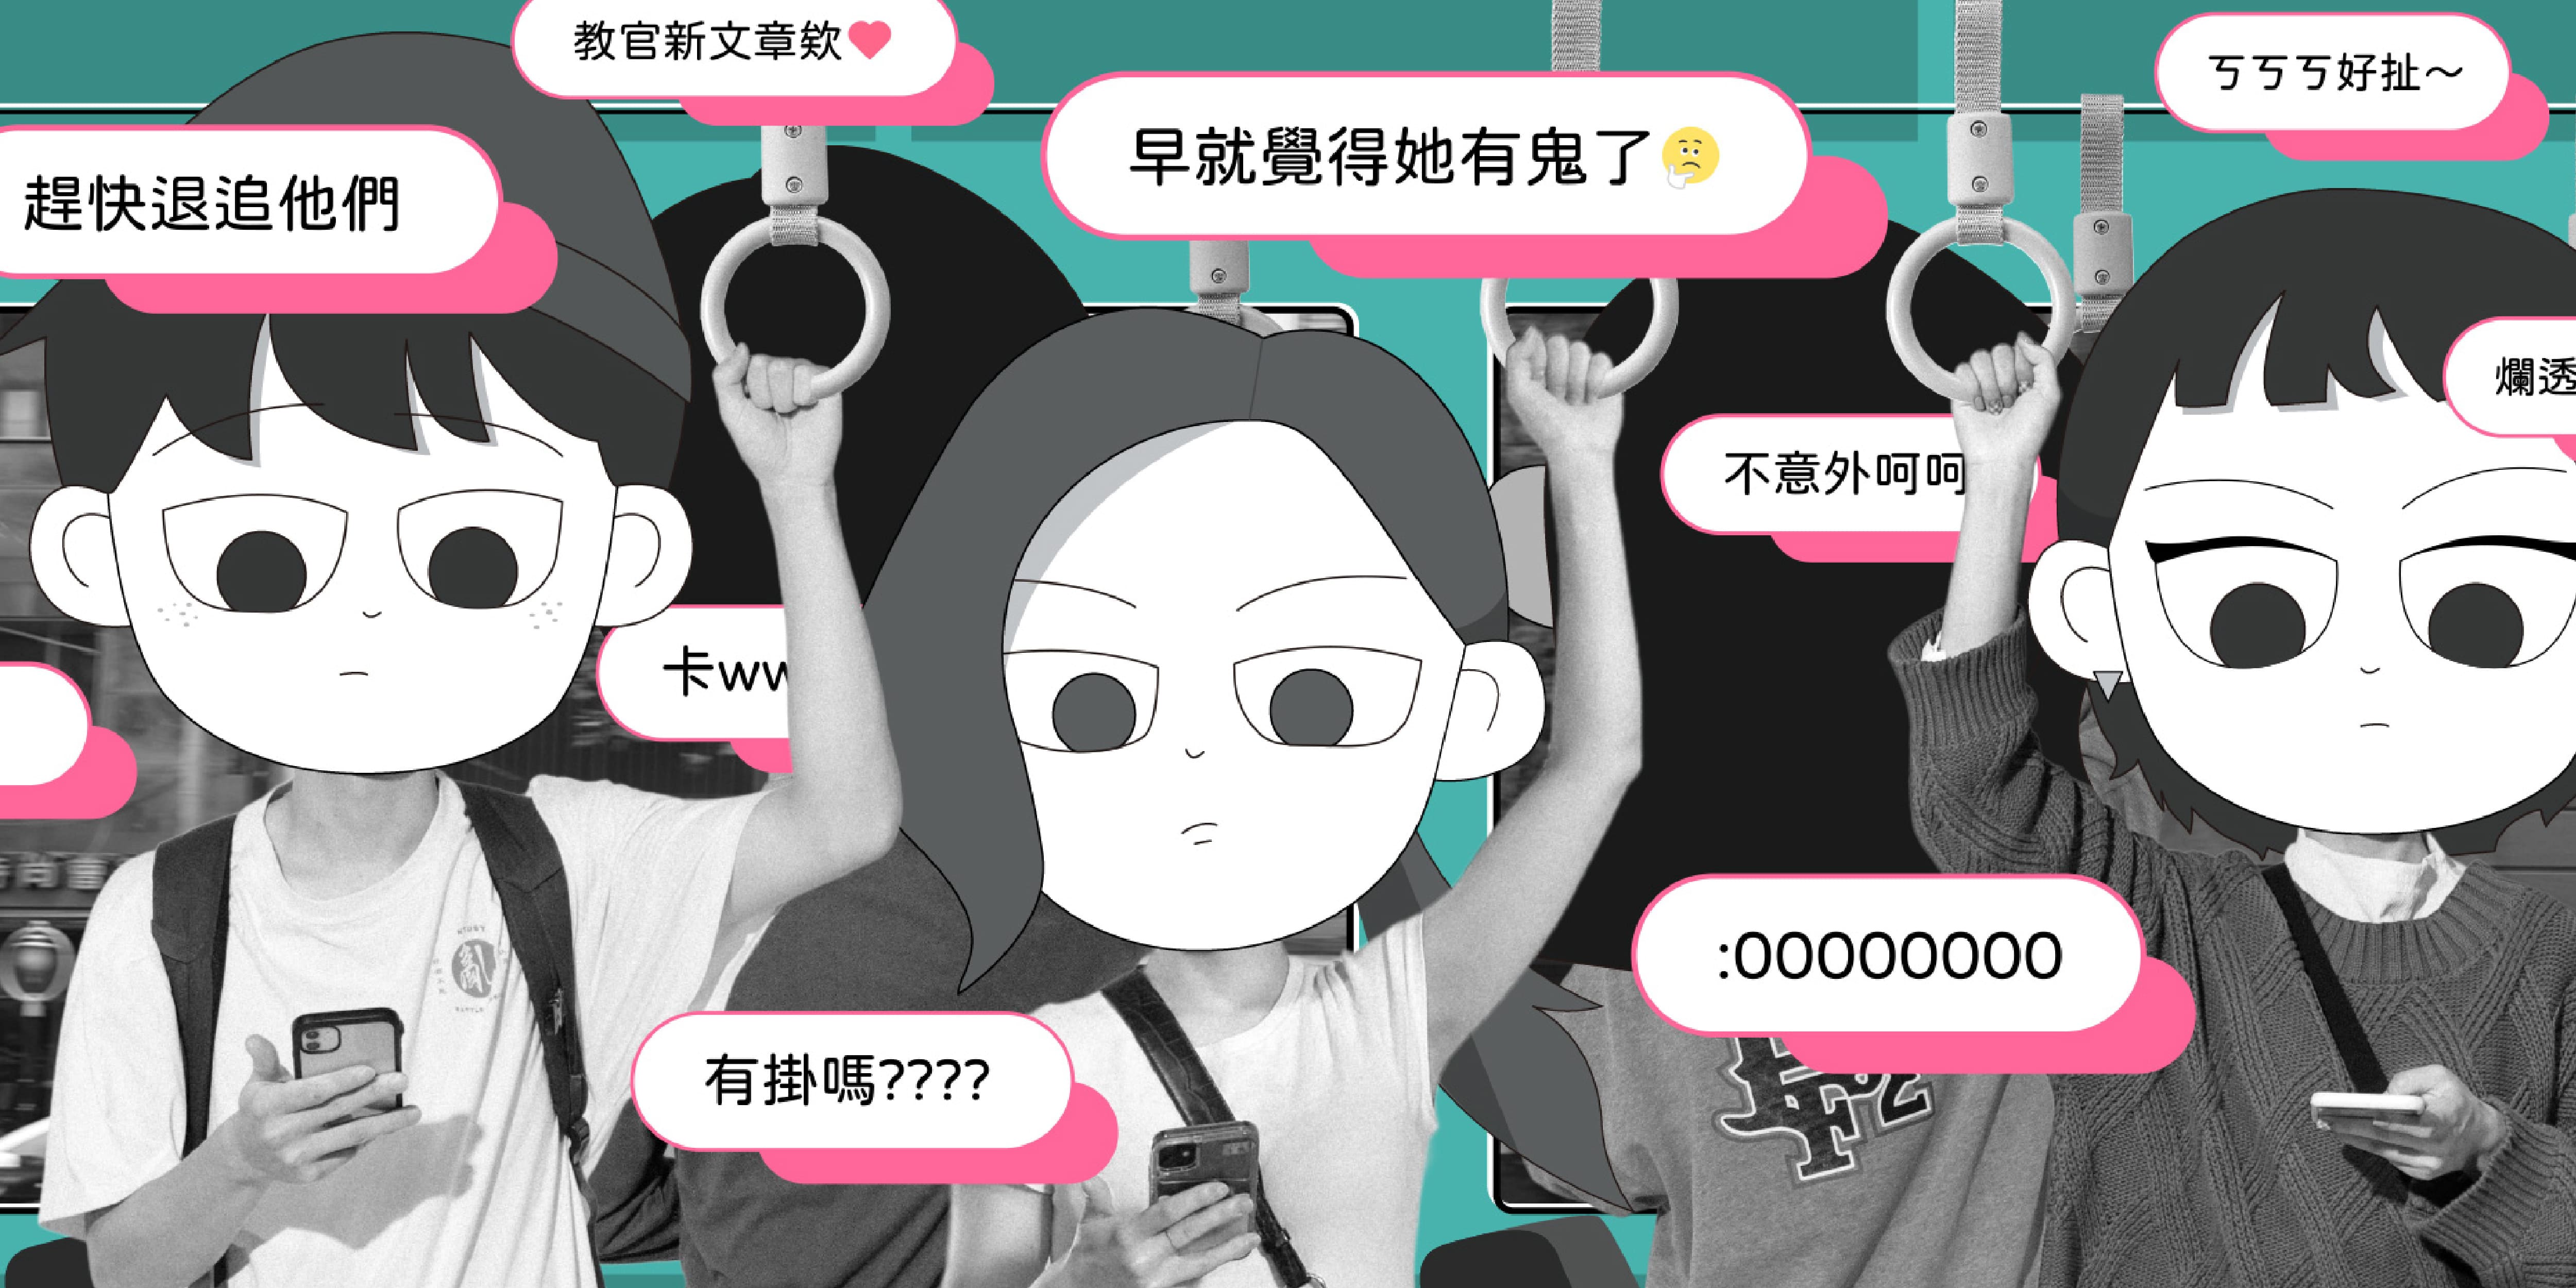 教官新文章欸❤
ㄎㄎㄎ好扯～
早就覺得她有鬼了🤔
趕快退追他們
爛透
不意外呵呵
卡ww
:OOOOOOOO
有掛嗎????